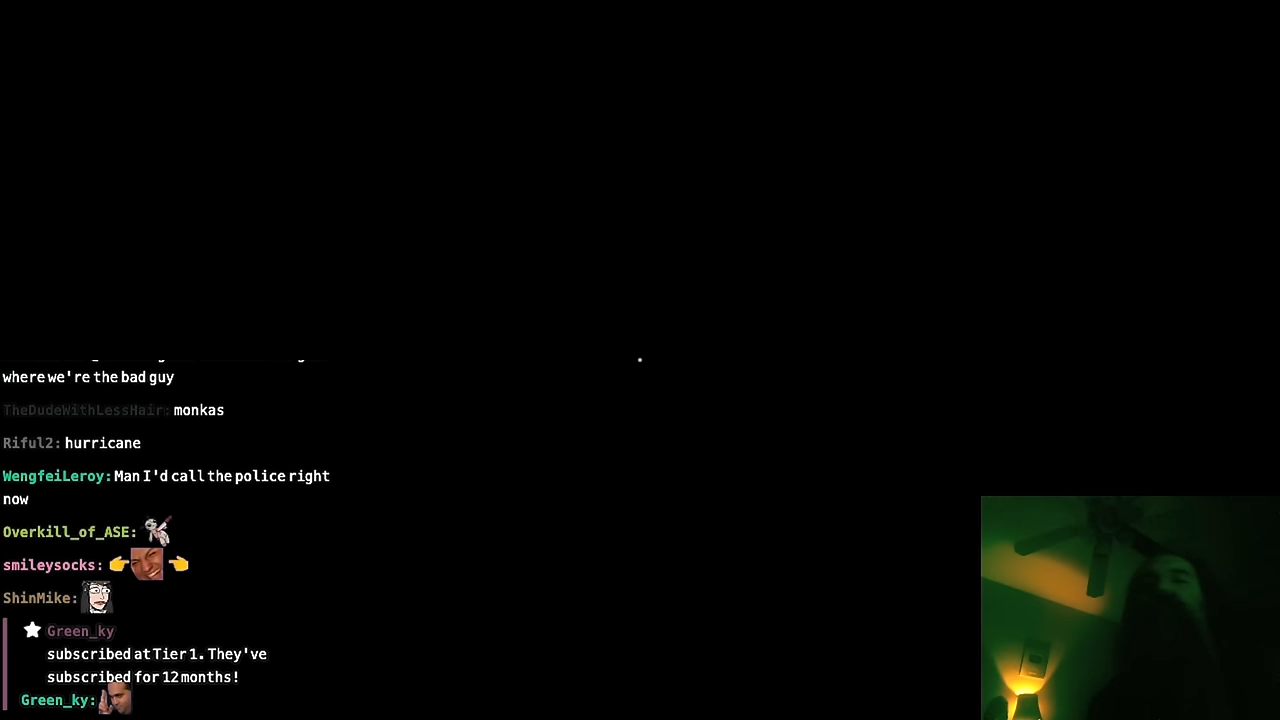 where we're the bad guy
TheDudeWithLessHair: monkas
Riful2: hurricane
WengfeiLeroy: Man I'd call the police right
now
Overkill_of_ASE:
smileysocks:
ShinMike:
Green_ky
subscribed at Tier 1. They've
subscribed for 12 months!
Green_ky: